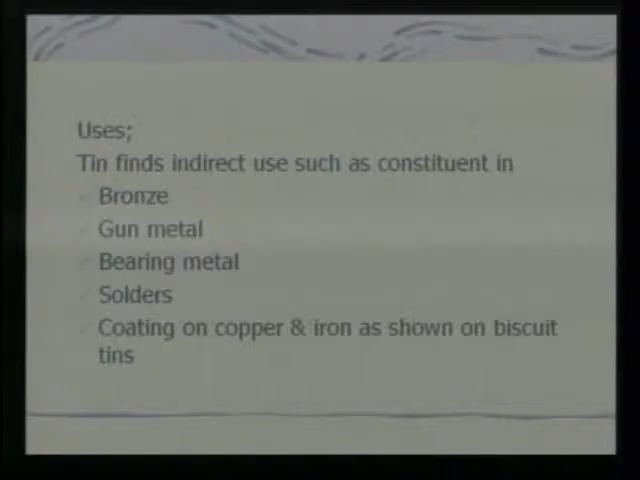 Uses;
Tin finds indirect use such as constituent in
Bronze
Gun metal
Bearing metal
Solders
Coating on copper & iron as shown on biscuit
tins